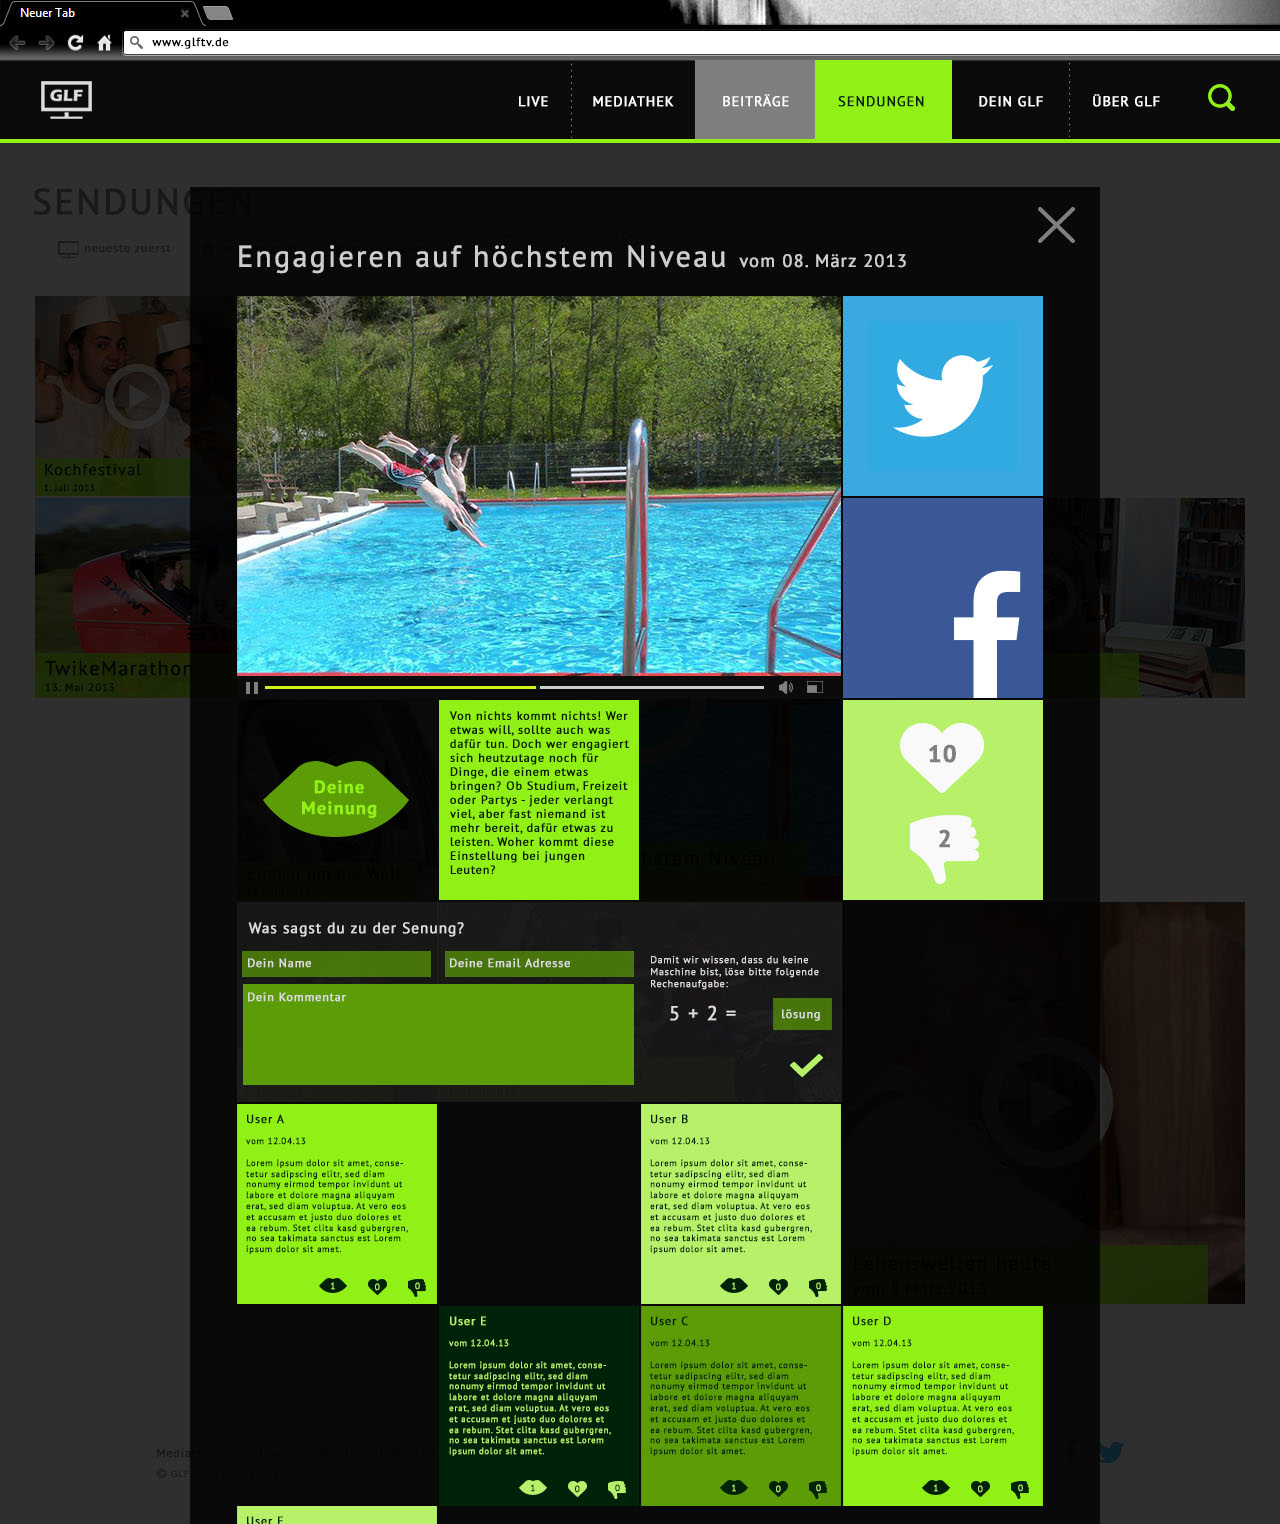 Neuer Tab
www.glftv.de
GLF
LIVE
MEDIATHEK
BEITRÄGE
SENDUNGEN
DEIN GLF
ÜBER GLF
SENDUNGEN
neueste zuerst
Engagieren auf höchstem Niveau vom 08. März 2013
Kochfestival
1. Juli 2013
TwikeMarathon
13. Mai 2013
Deine
Meinung
Von nichts kommt nichts! Wer
etwas will, sollte auch was
dafür tun. Doch wer engagiert
sich heutzutage noch für
Dinge, die einem etwas
bringen? Ob Studium, Freizeit
oder Partys - jeder verlangt
viel, aber fast niemand ist
mehr bereit, dafür etwas zu
leisten. Woher kommt diese
Einstellung bei jungen
Leuten?
10
2
Einmal um die Welt
chstem Niveau
Was sagst du zu der Senung?
Dein Name
Deine Email Adresse
Dein Kommentar
Damit wir wissen, dass du keine
Maschine bist, löse bitte folgende
Rechenaufgabe:
5 + 2 =
lösung
User A
vom 12.04.13
Lorem ipsum dolor sit amet, conse-
tetur sadipscing elitr, sed diam
nonumy eirmod tempor invidunt ut
labore et dolore magna aliquyam
erat, sed diam voluptua. At vero eos
et accusam et justo duo dolores et
ea rebum. Stet clita kasd gubergren,
no sea takimata sanctus est Lorem
ipsum dolor sit amet.
1 0 0
User B
vom 12.04.13
Lorem ipsum dolor sit amet, conse-
tetur sadipscing elitr, sed diam
nonumy eirmod tempor invidunt ut
labore et dolore magna aliquyam
erat, sed diam voluptua. At vero eos
et accusam et justo duo dolores et
ea rebum. Stet clita kasd gubergren,
no sea takimata sanctus est Lorem
ipsum dolor sit amet.
1 0 0
Lebenswelten heute
vom 8.März.2013
User E
vom 12.04.13
Lorem ipsum dolor sit amet, conse-
tetur sadipscing elitr, sed diam
nonumy eirmod tempor invidunt ut
labore et dolore magna aliquyam
erat, sed diam voluptua. At vero eos
et accusam et justo duo dolores et
ea rebum. Stet clita kasd gubergren,
no sea takimata sanctus est Lorem
ipsum dolor sit amet.
1 0 0
User C
vom 12.04.13
Lorem ipsum dolor sit amet, conse-
tetur sadipscing elitr, sed diam
nonumy eirmod tempor invidunt ut
labore et dolore magna aliquyam
erat, sed diam voluptua. At vero eos
et accusam et justo duo dolores et
ea rebum. Stet clita kasd gubergren,
no sea takimata sanctus est Lorem
ipsum dolor sit amet.
1 0 0
User D
vom 12.04.13
Lorem ipsum dolor sit amet, conse-
tetur sadipscing elitr, sed diam
nonumy eirmod tempor invidunt ut
labore et dolore magna aliquyam
erat, sed diam voluptua. At vero eos
et accusam et justo duo dolores et
ea rebum. Stet clita kasd gubergren,
no sea takimata sanctus est Lorem
ipsum dolor sit amet.
1 0 0
© GLF
User F